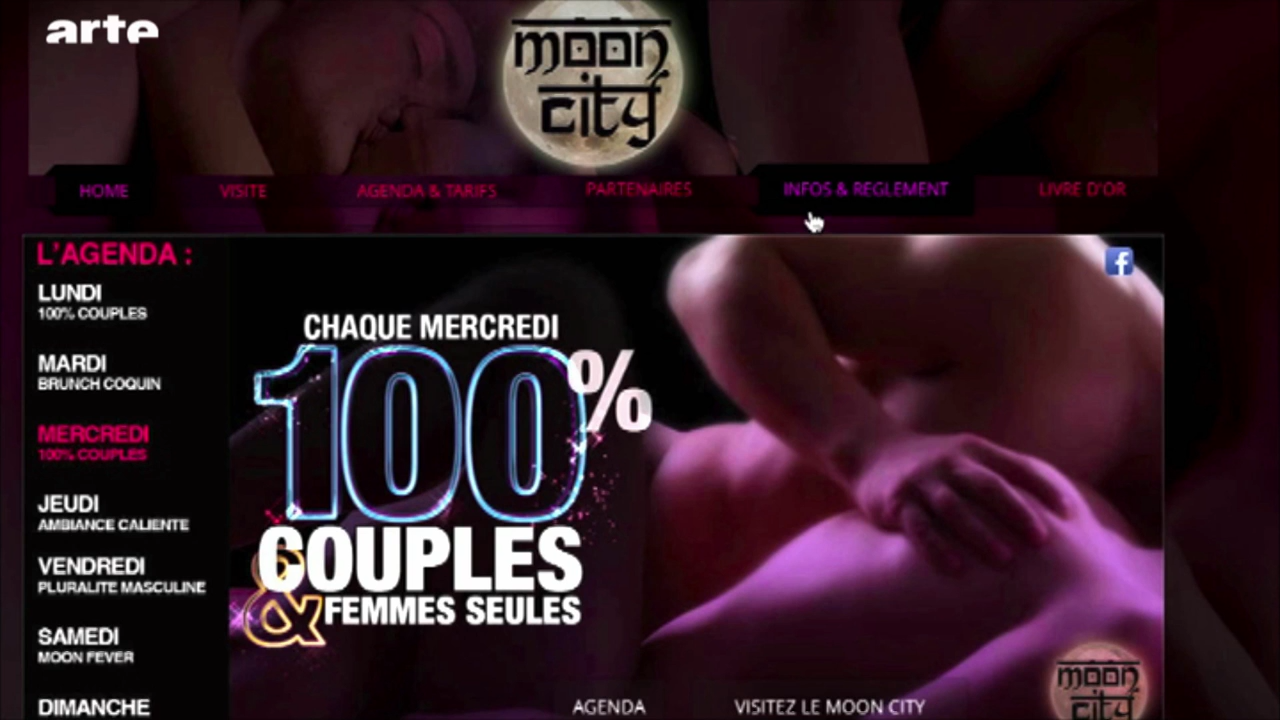 arte
moon
city
HOME
VISITE
AGENDA & TARIFS
PARTENAIRES
INFOS & REGLEMENT
LIVRE D'OR
L'AGENDA :
LUNDI
100% COUPLES
MARDI
BRUNCH COQUIN
MERCREDI
100% COUPLES
JEUDI
AMBIANCE CALIENTE
VENDREDI
PLURALITE MASCULINE
SAMEDI
MOON FEVER
DIMANCHE
f
CHAQUE MERCREDI
100%
COUPLES
& FEMMES SEULES
AGENDA
VISITEZ LE MOON CITY
moon
city